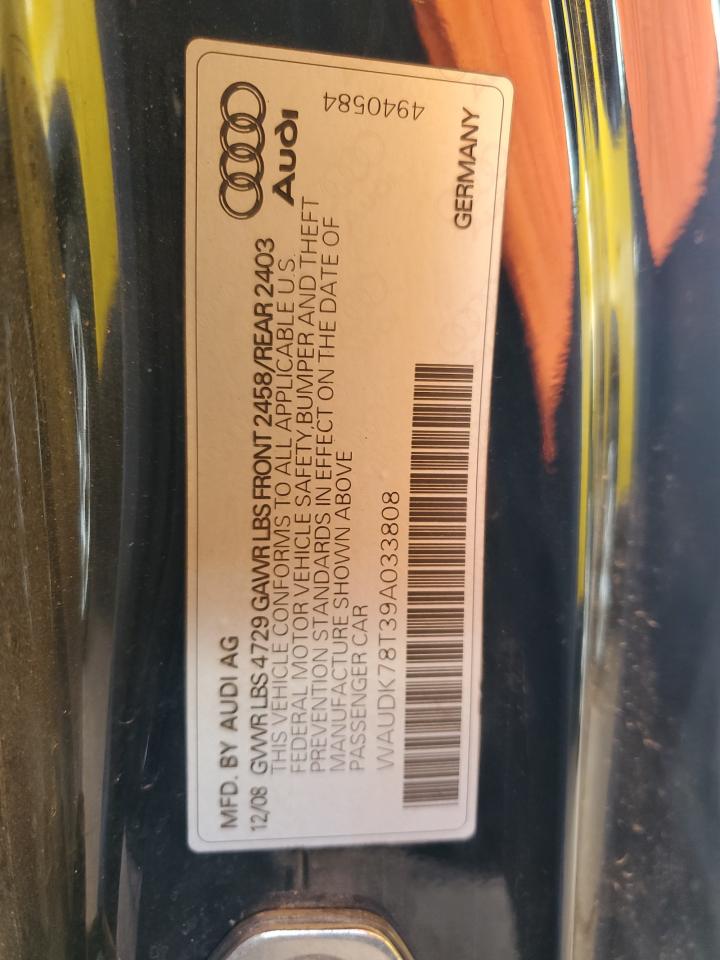 MFD. BY AUDI AG
12/08 GVWR LBS 4729 GAWR LBS FRONT 2458/REAR 2403
THIS VEHICLE CONFORMS TO ALL APPLICABLE U.S.
FEDERAL MOTOR VEHICLE SAFETY,BUMPER AND THEFT
PREVENTION STANDARDS IN EFFECT ON THE DATE OF
MANUFACTURE SHOWN ABOVE
PASSENGER CAR
WAUDK78T39A033808
Audi
4940584
GERMANY